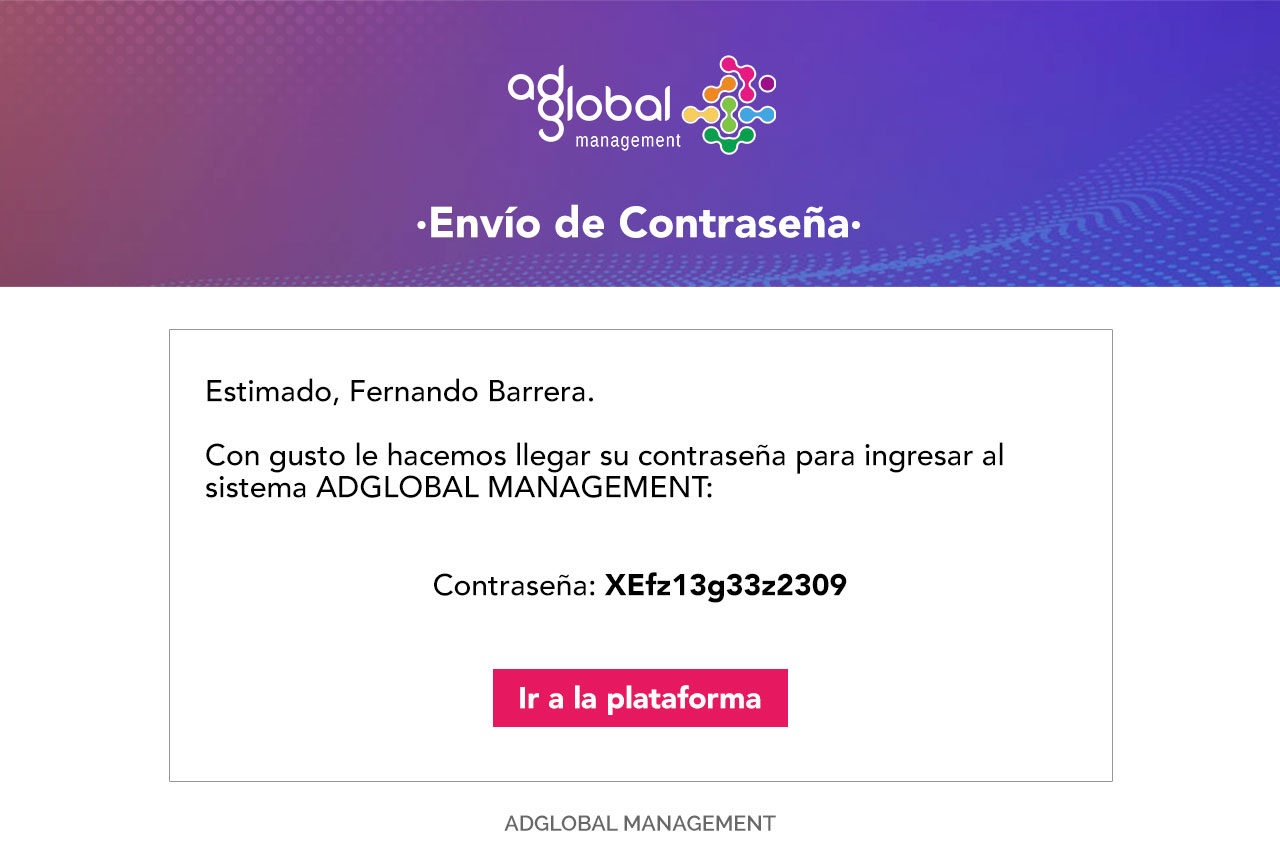 adglobal
management
·Envío de Contraseña·
Estimado, Fernando Barrera.
Con gusto le hacemos llegar su contraseña para ingresar al
sistema ADGLOBAL MANAGEMENT:
Contraseña: XEfz13g33z2309
Ir a la plataforma
ADGLOBAL MANAGEMENT